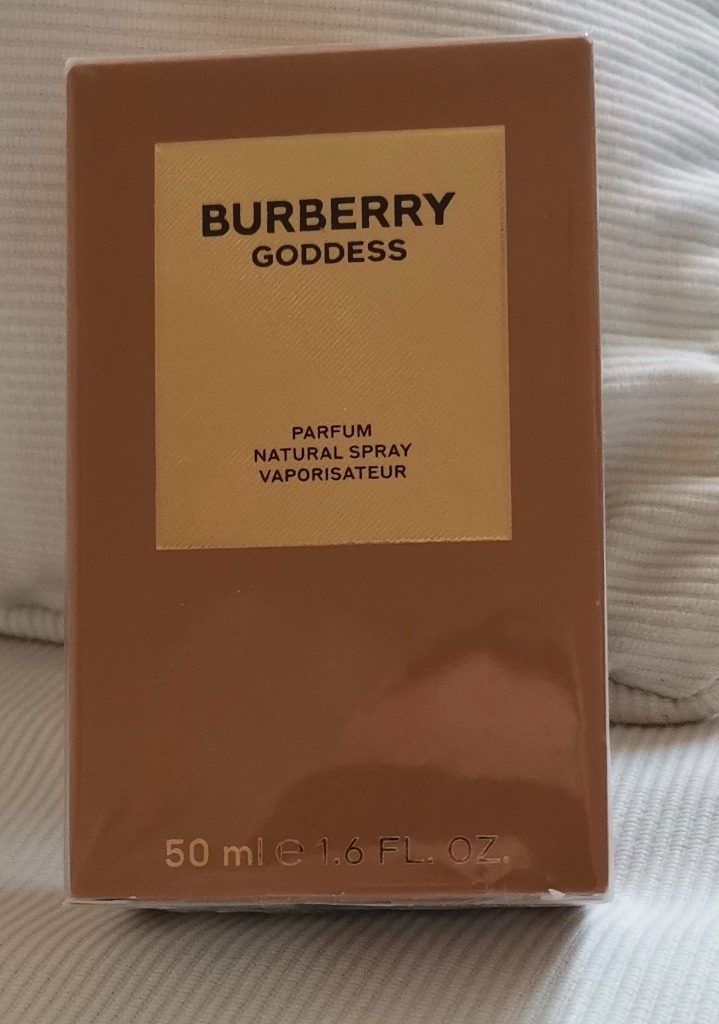 BURBERRY
GODDESS
PARFUM
NATURAL SPRAY
VAPORISATEUR
50 ml ℮ 1.6 FL. OZ.